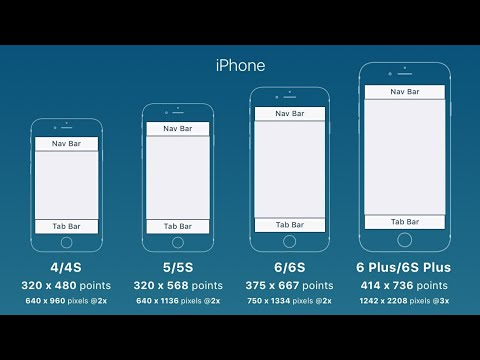 iPhone
Nav Bar
Tab Bar
4/4S
320 x 480 points
640 x 960 pixels @2x
Nav Bar
Tab Bar
5/5S
320 x 568 points
640 x 1136 pixels @2x
Nav Bar
Tab Bar
6/6S
375 x 667 points
750 x 1334 pixels @2x
Nav Bar
Tab Bar
6 Plus/6S Plus
414 x 736 points
1242 x 2208 pixels @3x